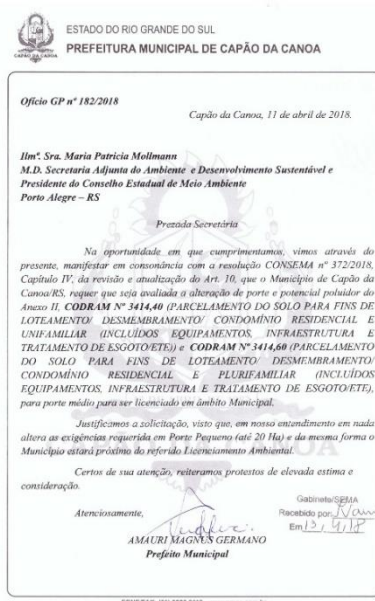 ESTADO DO RIO GRANDE DO SUL
PREFEITURA MUNICIPAL DE CAPÃO DA CANOA
Ofício GP nº 182/2018
Capão da Canoa, 11 de abril de 2018.
Ilmª. Sra. Maria Patricia Mollmann
M.D. Secretaria Adjunta do Ambiente e Desenvolvimento Sustentável e
Presidente do Conselho Estadual de Meio Ambiente
Porto Alegre – RS
Prezada Secretária
Na oportunidade em que cumprimentamos, vimos através do
presente, manifestar em consonância com a resolução CONSEMA nº 372/2018,
Capítulo IV, da revisão e atualização do Art. 10, que o Município de Capão da
Canoa/RS, requer que seja avaliada a alteração de porte e potencial poluidor do
Anexo II, CODRAM Nº 3414,40 (PARCELAMENTO DO SOLO PARA FINS DE
LOTEAMENTO/ DESMEMBRAMENTO/ CONDOMÍNIO RESIDENCIAL E
UNIFAMILIAR (INCLUÍDOS EQUIPAMENTOS, INFRAESTRUTURA E
TRATAMENTO DE ESGOTO/ETE)) e CODRAM Nº 3414,60 (PARCELAMENTO
DO SOLO PARA FINS DE LOTEAMENTO/ DESMEMBRAMENTO/
CONDOMÍNIO RESIDENCIAL E PLURIFAMILIAR (INCLUÍDOS
EQUIPAMENTOS, INFRAESTRUTURA E TRATAMENTO DE ESGOTO/ETE),
para porte médio para ser licenciado em âmbito Municipal.
Justificamos a solicitação, visto que, em nosso entendimento em nada
altera as exigências requerida em Porte Pequeno (até 20 Ha) e da mesma forma o
Município estará próximo do referido Licenciamento Ambiental.
Certos de sua atenção, reiteramos protestos de elevada estima e
consideração.
Atenciosamente,
Gabinete/SEMA
Recebido por:
Em 13, 4, 18
AMAURI MAGNUS GERMANO
Prefeito Municipal